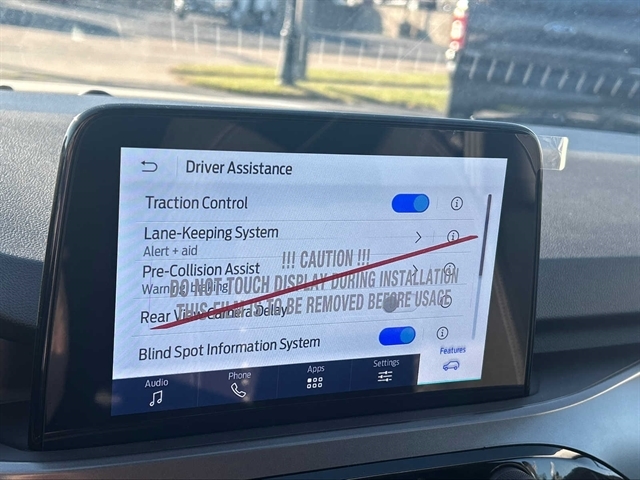 Driver Assistance
Traction Control
Lane-Keeping System
Alert + aid
!!! CAUTION !!!
Pre-Collision Assist
DO NOT TOUCH DISPLAY DURING INSTALLATION
Warning, braking
THIS FILM IS TO BE REMOVED BEFORE USAGE
Rear View Camera Delay
Blind Spot Information System
Audio
Phone
Apps
Settings
Features